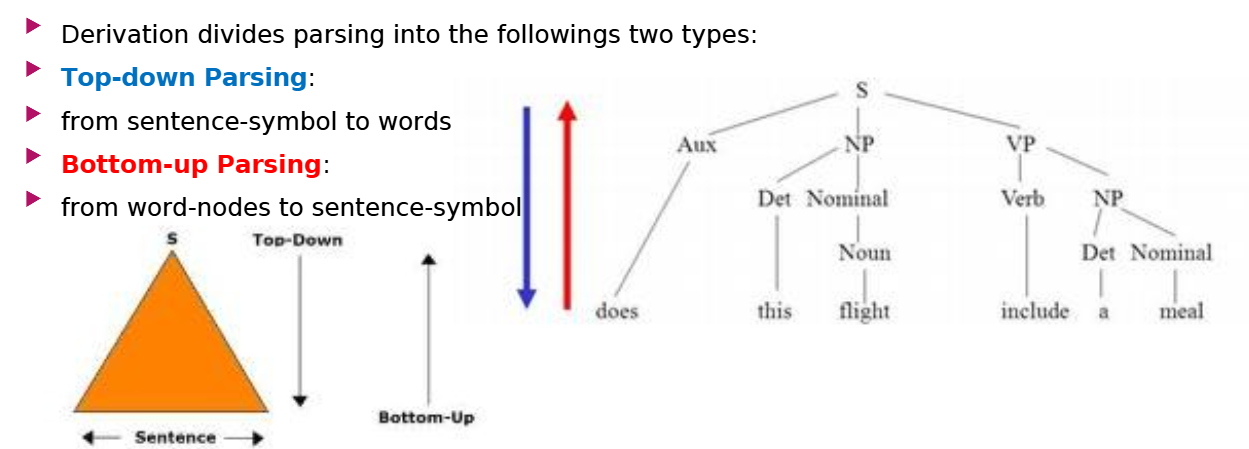 Derivation divides parsing into the followings two types:
Top-down Parsing:
from sentence-symbol to words
Bottom-up Parsing:
from word-nodes to sentence-symbol
S
Top-Down
Bottom-Up
Sentence
S
Aux NP VP
Det Nominal Verb NP
Noun Det Nominal
does this flight include a meal